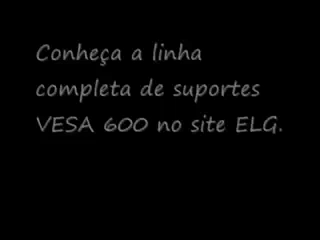 Conheça a linha
completa de suportes
VESA 600 no site ELG.